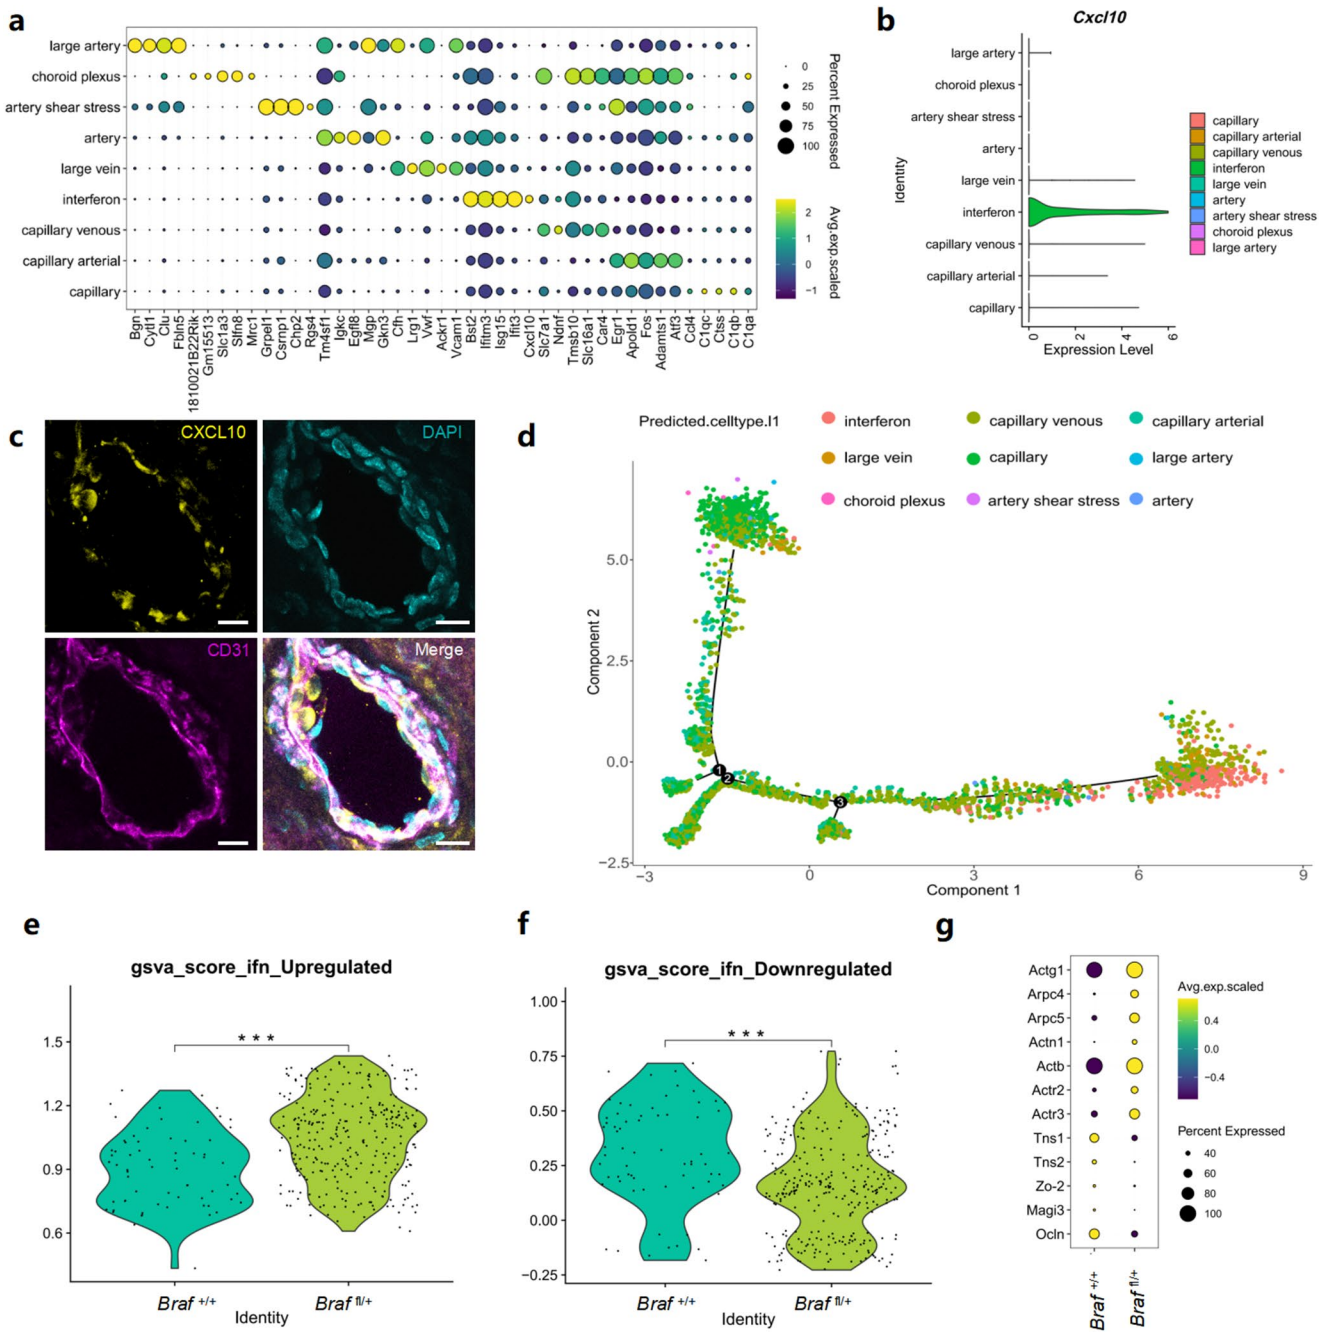 a
large artery
choroid plexus
artery shear stress
artery
large vein
interferon
capillary venous
capillary arterial
capillary
Bgn
Cytl1
Clu
Fbln5
1810021B22Rik
Gm15513
Slc1a3
Slfn8
Mrc1
Grpel1
Csrnp1
Chp2
Rgs4
Tm4sf1
Igkc
Egfl8
Mgp
Gkn3
Cfh
Lrg1
Vwf
Ackr1
Vcam1
Bst2
Ifitm3
Isg15
Ifit3
Cxcl10
Slc7a1
Ndnf
Tmsb10
Slc16a1
Car4
Egr1
Apold1
Fos
Adamts1
Atf3
Ccl4
C1qc
Ctss
C1qb
C1qa
Percent Expressed
0
25
50
75
100
Avg.exp.scaled
2
1
0
−1
b
Cxcl10
Identity
large artery
choroid plexus
artery shear stress
artery
large vein
interferon
capillary venous
capillary arterial
capillary
0 2 4 6
Expression Level
capillary
capillary arterial
capillary venous
interferon
large vein
artery
artery shear stress
choroid plexus
large artery
c
CXCL10
DAPI
CD31
Merge
d
Predicted.celltype.l1
interferon
capillary venous
capillary arterial
large vein
capillary
large artery
choroid plexus
artery shear stress
artery
Component 2
5.0
2.5
0.0
−2.5
1
2
3
−3 0 3 6 9
Component 1
e
gsva_score_ifn_Upregulated
***
1.5
1.2
0.9
0.6
Braf +/+
Braf fl/+
Identity
f
gsva_score_ifn_Downregulated
***
1.00
0.75
0.50
0.25
0.00
−0.25
Braf +/+
Braf fl/+
Identity
g
Actg1
Arpc4
Arpc5
Actn1
Actb
Actr2
Actr3
Tns1
Tns2
Zo-2
Magi3
Ocln
Braf +/+
Braf fl/+
Avg.exp.scaled
0.4
0.0
−0.4
Percent Expressed
40
60
80
100